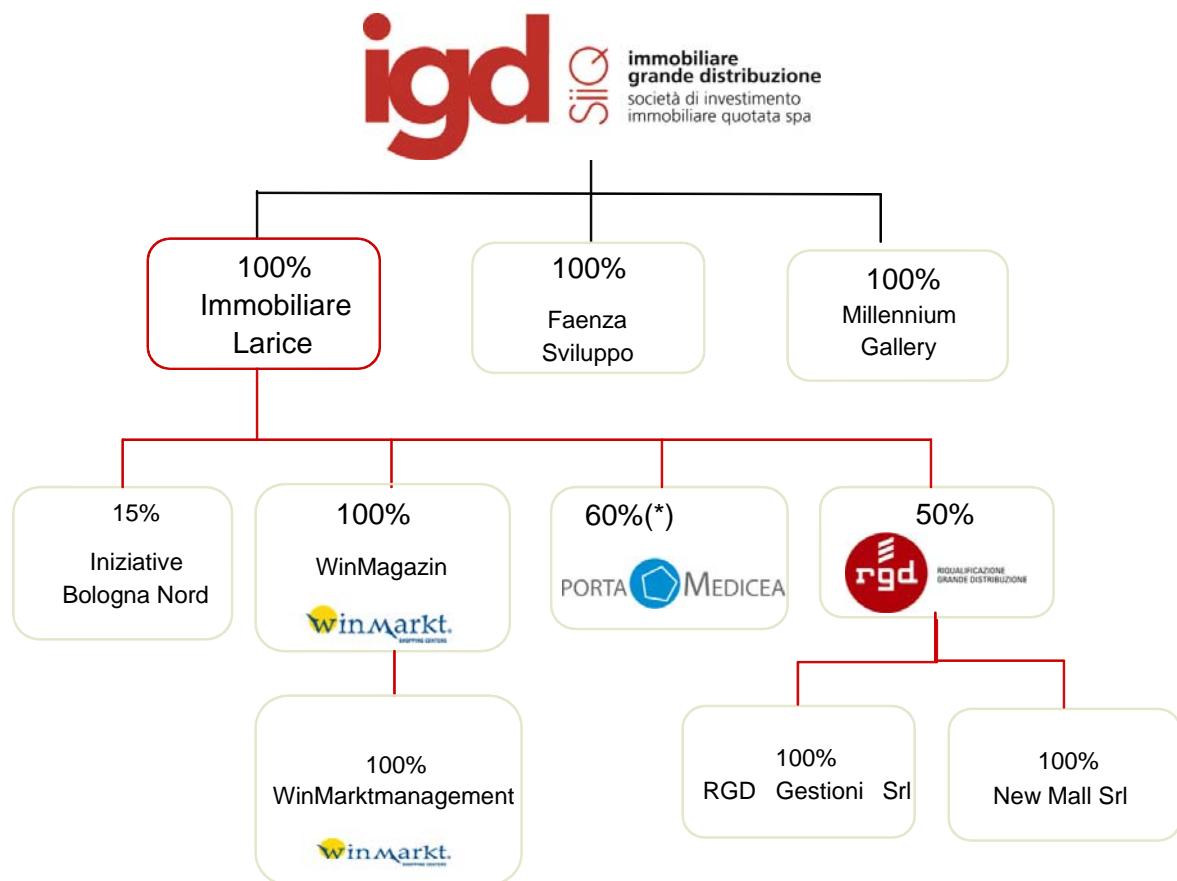 igd
SIIQ
immobiliare
grande distribuzione
società di investimento
immobiliare quotata spa
100%
Immobiliare
Larice
100%
Faenza
Sviluppo
100%
Millennium
Gallery
15%
Iniziative
Bologna Nord
100%
WinMagazin
winmarkt.
SHOPPING CENTERS
60%(*)
PORTA MEDICEA
50%
rgd
RIQUALIFICAZIONE
GRANDE DISTRIBUZIONE
100%
WinMarktmanagement
winmarkt.
100%
RGD Gestioni Srl
100%
New Mall Srl